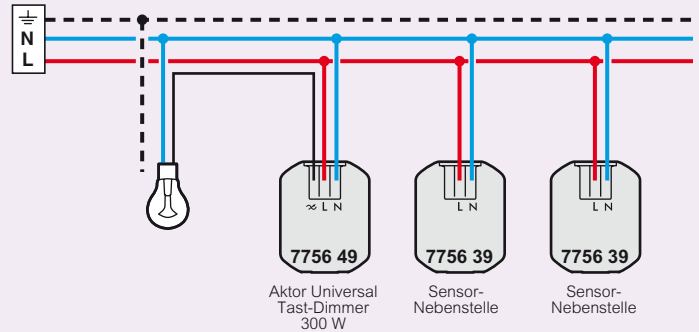 N
L
≈ L N
L N
L N
7756 49
7756 39
7756 39
Aktor Universal
Tast-Dimmer
300 W
Sensor-
Nebenstelle
Sensor-
Nebenstelle